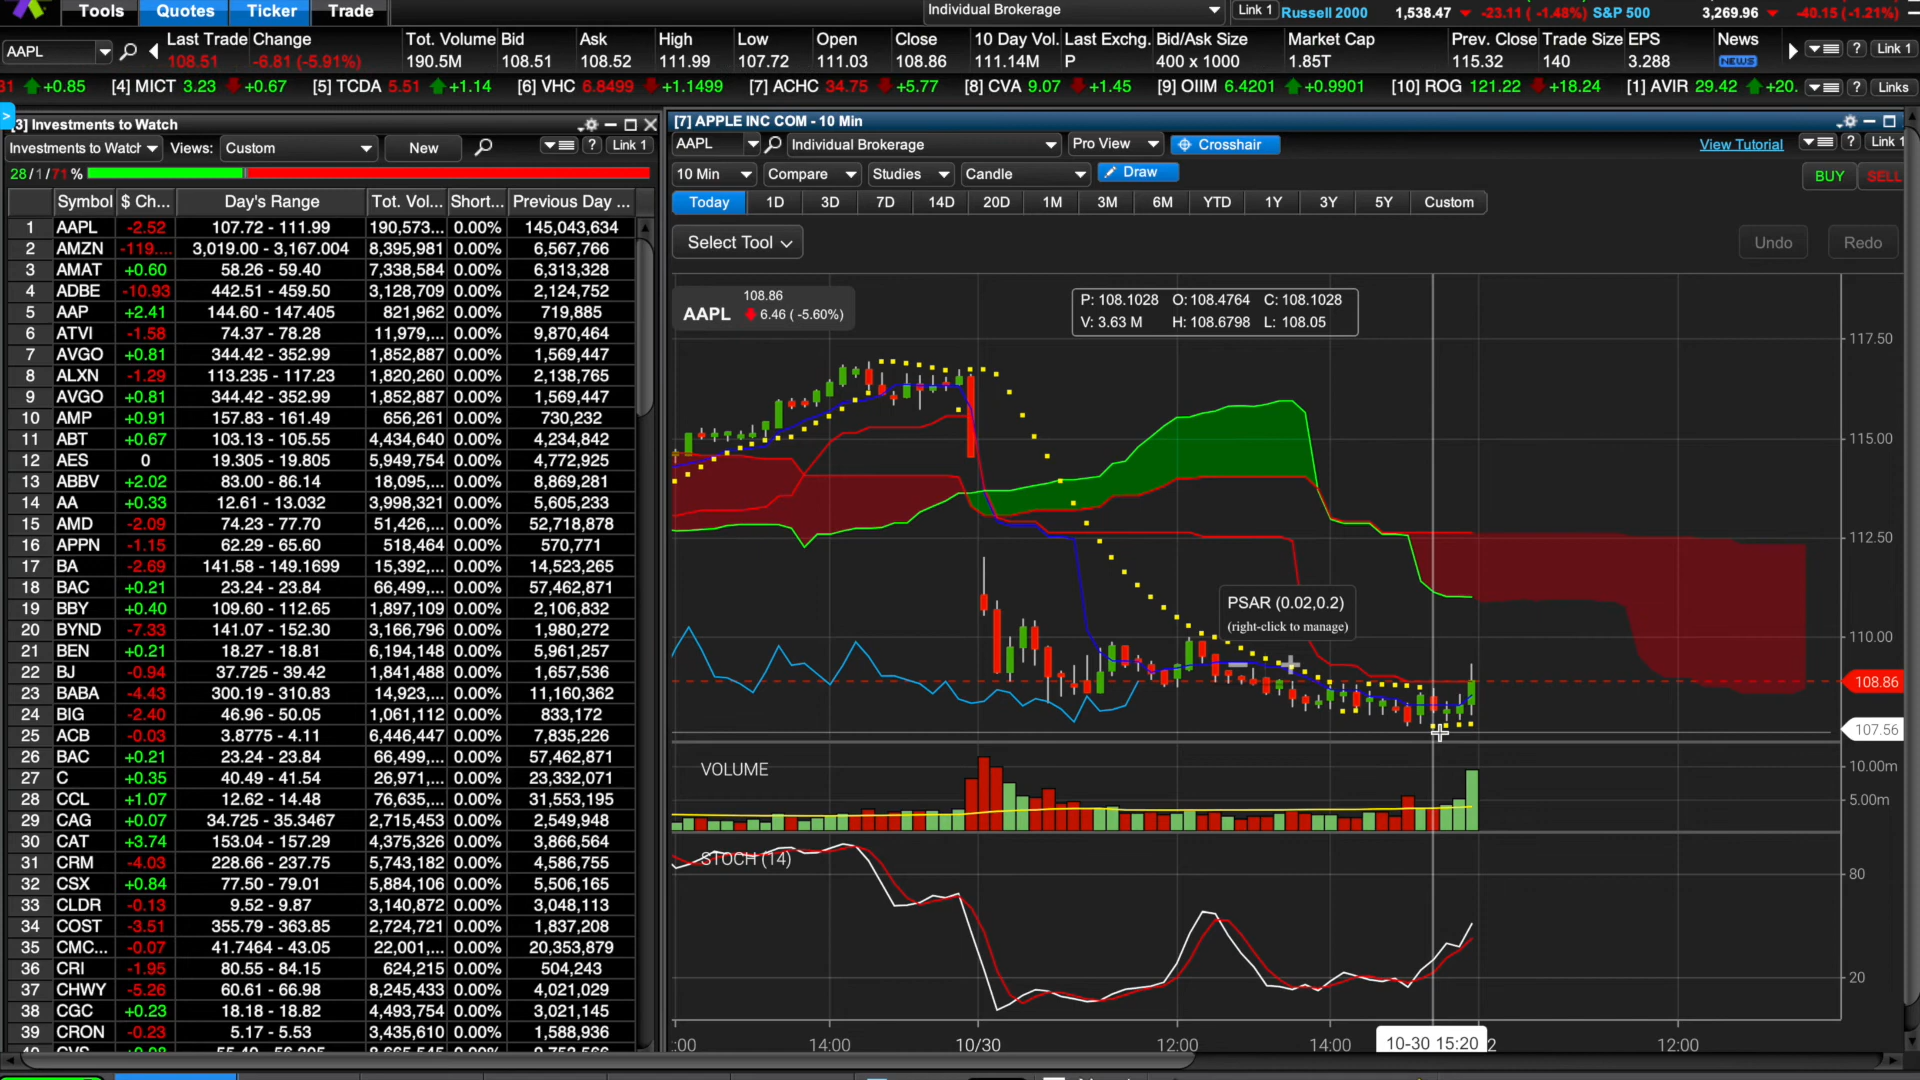 Tools Quotes Ticker Trade Individual Brokerage Link 1 Russell 2000 1,538.47 -23.11 (-1.48%) S&P 500 3,269.96 -40.15 (-1.21%)
Last Trade Change Tot. Volume Bid Ask High Low Open Close 10 Day Vol. Last Exchg. Bid/Ask Size Market Cap Prev. Close Trade Size EPS News
AAPL 108.51 -6.81 (-5.91%) 190.5M 108.51 108.52 111.99 107.72 111.03 108.86 111.14M P 400 x 1000 1.85T 115.32 140 3.288 NEWS ? Link 1
31 +0.85 [4] MICT 3.23 +0.67 [5] TCDA 5.51 +1.14 [6] VHC 6.8499 +1.1499 [7] ACHC 34.75 +5.77 [8] CVA 9.07 +1.45 [9] OIIM 6.4201 +0.9901 [10] ROG 121.22 +18.24 [1] AVIR 29.42 +20. ? Links
[3] Investments to Watch
Investments to Watch Views: Custom New ? Link 1
28/1/71 %
Symbol $ Ch... Day's Range Tot. Vol... Short... Previous Day ...
1 AAPL -2.52 107.72 - 111.99 190,573... 0.00% 145,043,634
2 AMZN -119.... 3,019.00 - 3,167.004 8,395,981 0.00% 6,567,766
3 AMAT +0.60 58.26 - 59.40 7,338,584 0.00% 6,313,328
4 ADBE -10.93 442.51 - 459.50 3,128,709 0.00% 2,124,752
5 AAP +2.41 144.60 - 147.405 821,962 0.00% 719,885
6 ATVI -1.58 74.37 - 78.28 11,979,... 0.00% 9,870,464
7 AVGO +0.81 344.42 - 352.99 1,852,887 0.00% 1,569,447
8 ALXN -1.29 113.235 - 117.23 1,820,260 0.00% 2,138,765
9 AVGO +0.81 344.42 - 352.99 1,852,887 0.00% 1,569,447
10 AMP +0.91 157.83 - 161.49 656,261 0.00% 730,232
11 ABT +0.67 103.13 - 105.55 4,434,640 0.00% 4,234,842
12 AES 0 19.305 - 19.805 5,949,754 0.00% 4,772,925
13 ABBV +2.02 83.00 - 86.14 18,095,... 0.00% 8,869,281
14 AA +0.33 12.61 - 13.032 3,998,321 0.00% 5,605,233
15 AMD -2.09 74.23 - 77.70 51,426,... 0.00% 52,718,878
16 APPN -1.15 62.29 - 65.60 518,464 0.00% 570,771
17 BA -2.69 141.58 - 149.1699 15,392,... 0.00% 14,523,265
18 BAC +0.21 23.24 - 23.84 66,499,... 0.00% 57,462,871
19 BBY +0.40 109.60 - 112.65 1,897,109 0.00% 2,106,832
20 BYND -7.33 141.07 - 152.30 3,166,796 0.00% 1,980,272
21 BEN +0.21 18.27 - 18.81 6,194,148 0.00% 5,961,257
22 BJ -0.94 37.725 - 39.42 1,841,488 0.00% 1,657,536
23 BABA -4.43 300.19 - 310.83 14,923,... 0.00% 11,160,362
24 BIG -2.40 46.96 - 50.05 1,061,112 0.00% 833,172
25 ACB -0.03 3.8775 - 4.11 6,446,447 0.00% 7,835,226
26 BAC +0.21 23.24 - 23.84 66,499,... 0.00% 57,462,871
27 C +0.35 40.49 - 41.54 26,971,... 0.00% 23,332,071
28 CCL +1.07 12.62 - 14.48 76,635,... 0.00% 31,553,195
29 CAG +0.07 34.725 - 35.3467 2,715,453 0.00% 2,549,948
30 CAT +3.74 153.04 - 157.29 4,375,326 0.00% 3,866,564
31 CRM -4.03 228.66 - 237.75 5,743,182 0.00% 4,586,755
32 CSX +0.84 77.50 - 79.01 5,884,106 0.00% 5,506,165
33 CLDR -0.13 9.52 - 9.87 3,140,872 0.00% 3,048,113
34 COST -3.51 355.79 - 363.85 2,724,721 0.00% 1,837,208
35 CMC... -0.07 41.7464 - 43.05 22,001,... 0.00% 20,353,879
36 CRI -1.95 80.55 - 84.15 624,215 0.00% 504,243
37 CHWY -5.26 60.61 - 66.98 8,245,433 0.00% 4,021,029
38 CGC +0.23 18.18 - 18.82 4,493,754 0.00% 3,021,145
39 CRON -0.23 5.17 - 5.53 3,435,610 0.00% 1,588,936
[7] APPLE INC COM - 10 Min
AAPL Individual Brokerage Pro View Crosshair View Tutorial ? Link 1
10 Min Compare Studies Candle Draw BUY SELL
Today 1D 3D 7D 14D 20D 1M 3M 6M YTD 1Y 3Y 5Y Custom
Select Tool Undo Redo
AAPL 108.86
6.46 ( -5.60%)
P: 108.1028 O: 108.4764 C: 108.1028
V: 3.63 M H: 108.6798 L: 108.05
117.50
115.00
112.50
PSAR (0.02,0.2)
(right-click to manage)
110.00
108.86
107.56
VOLUME 10.00m
5.00m
STOCH (14) 80
20
:00 14:00 10/30 12:00 14:00 10-30 15:20 2 12:00